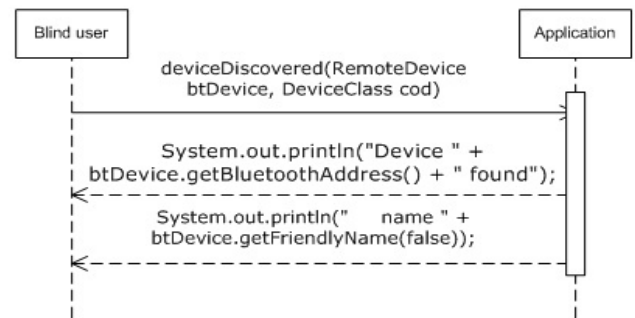 Blind user
Application
deviceDiscovered(RemoteDevice
btDevice, DeviceClass cod)
System.out.println("Device " +
btDevice.getBluetoothAddress() + " found");
System.out.println("     name " +
btDevice.getFriendlyName(false));